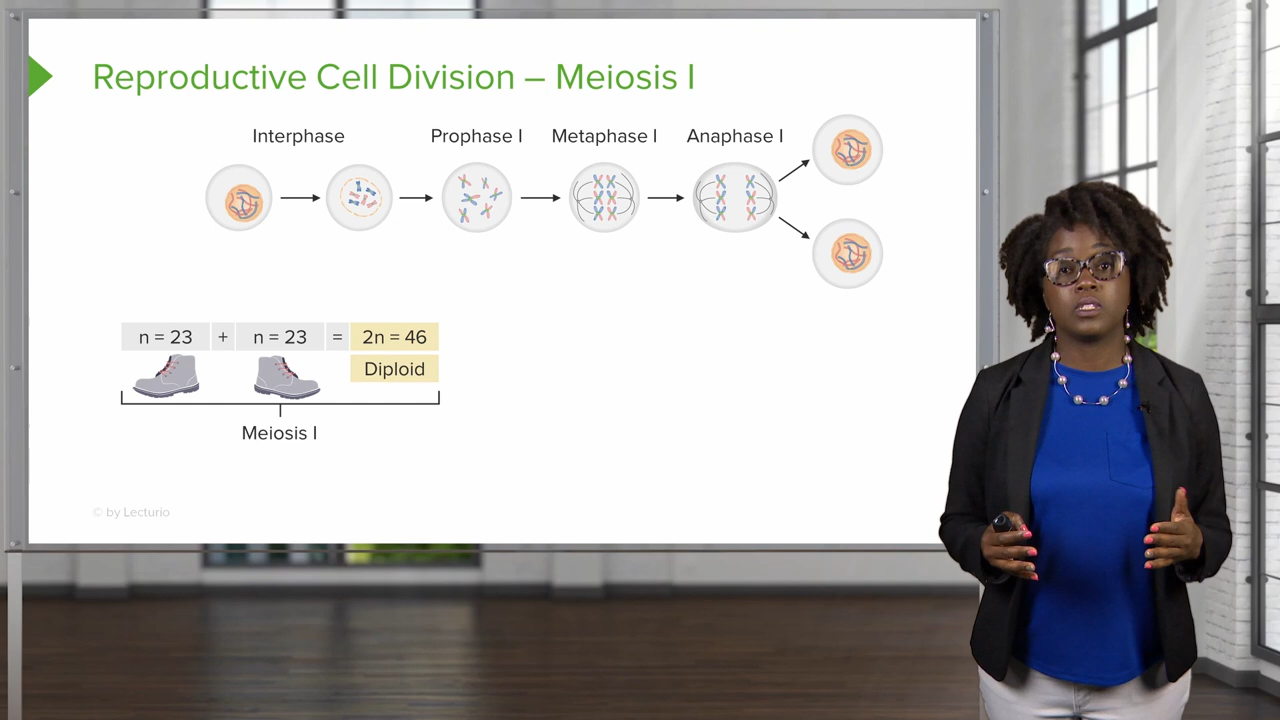 Reproductive Cell Division – Meiosis I
Interphase
Prophase I
Metaphase I
Anaphase I
n = 23 + n = 23 = 2n = 46
Diploid
Meiosis I
© by Lecturio